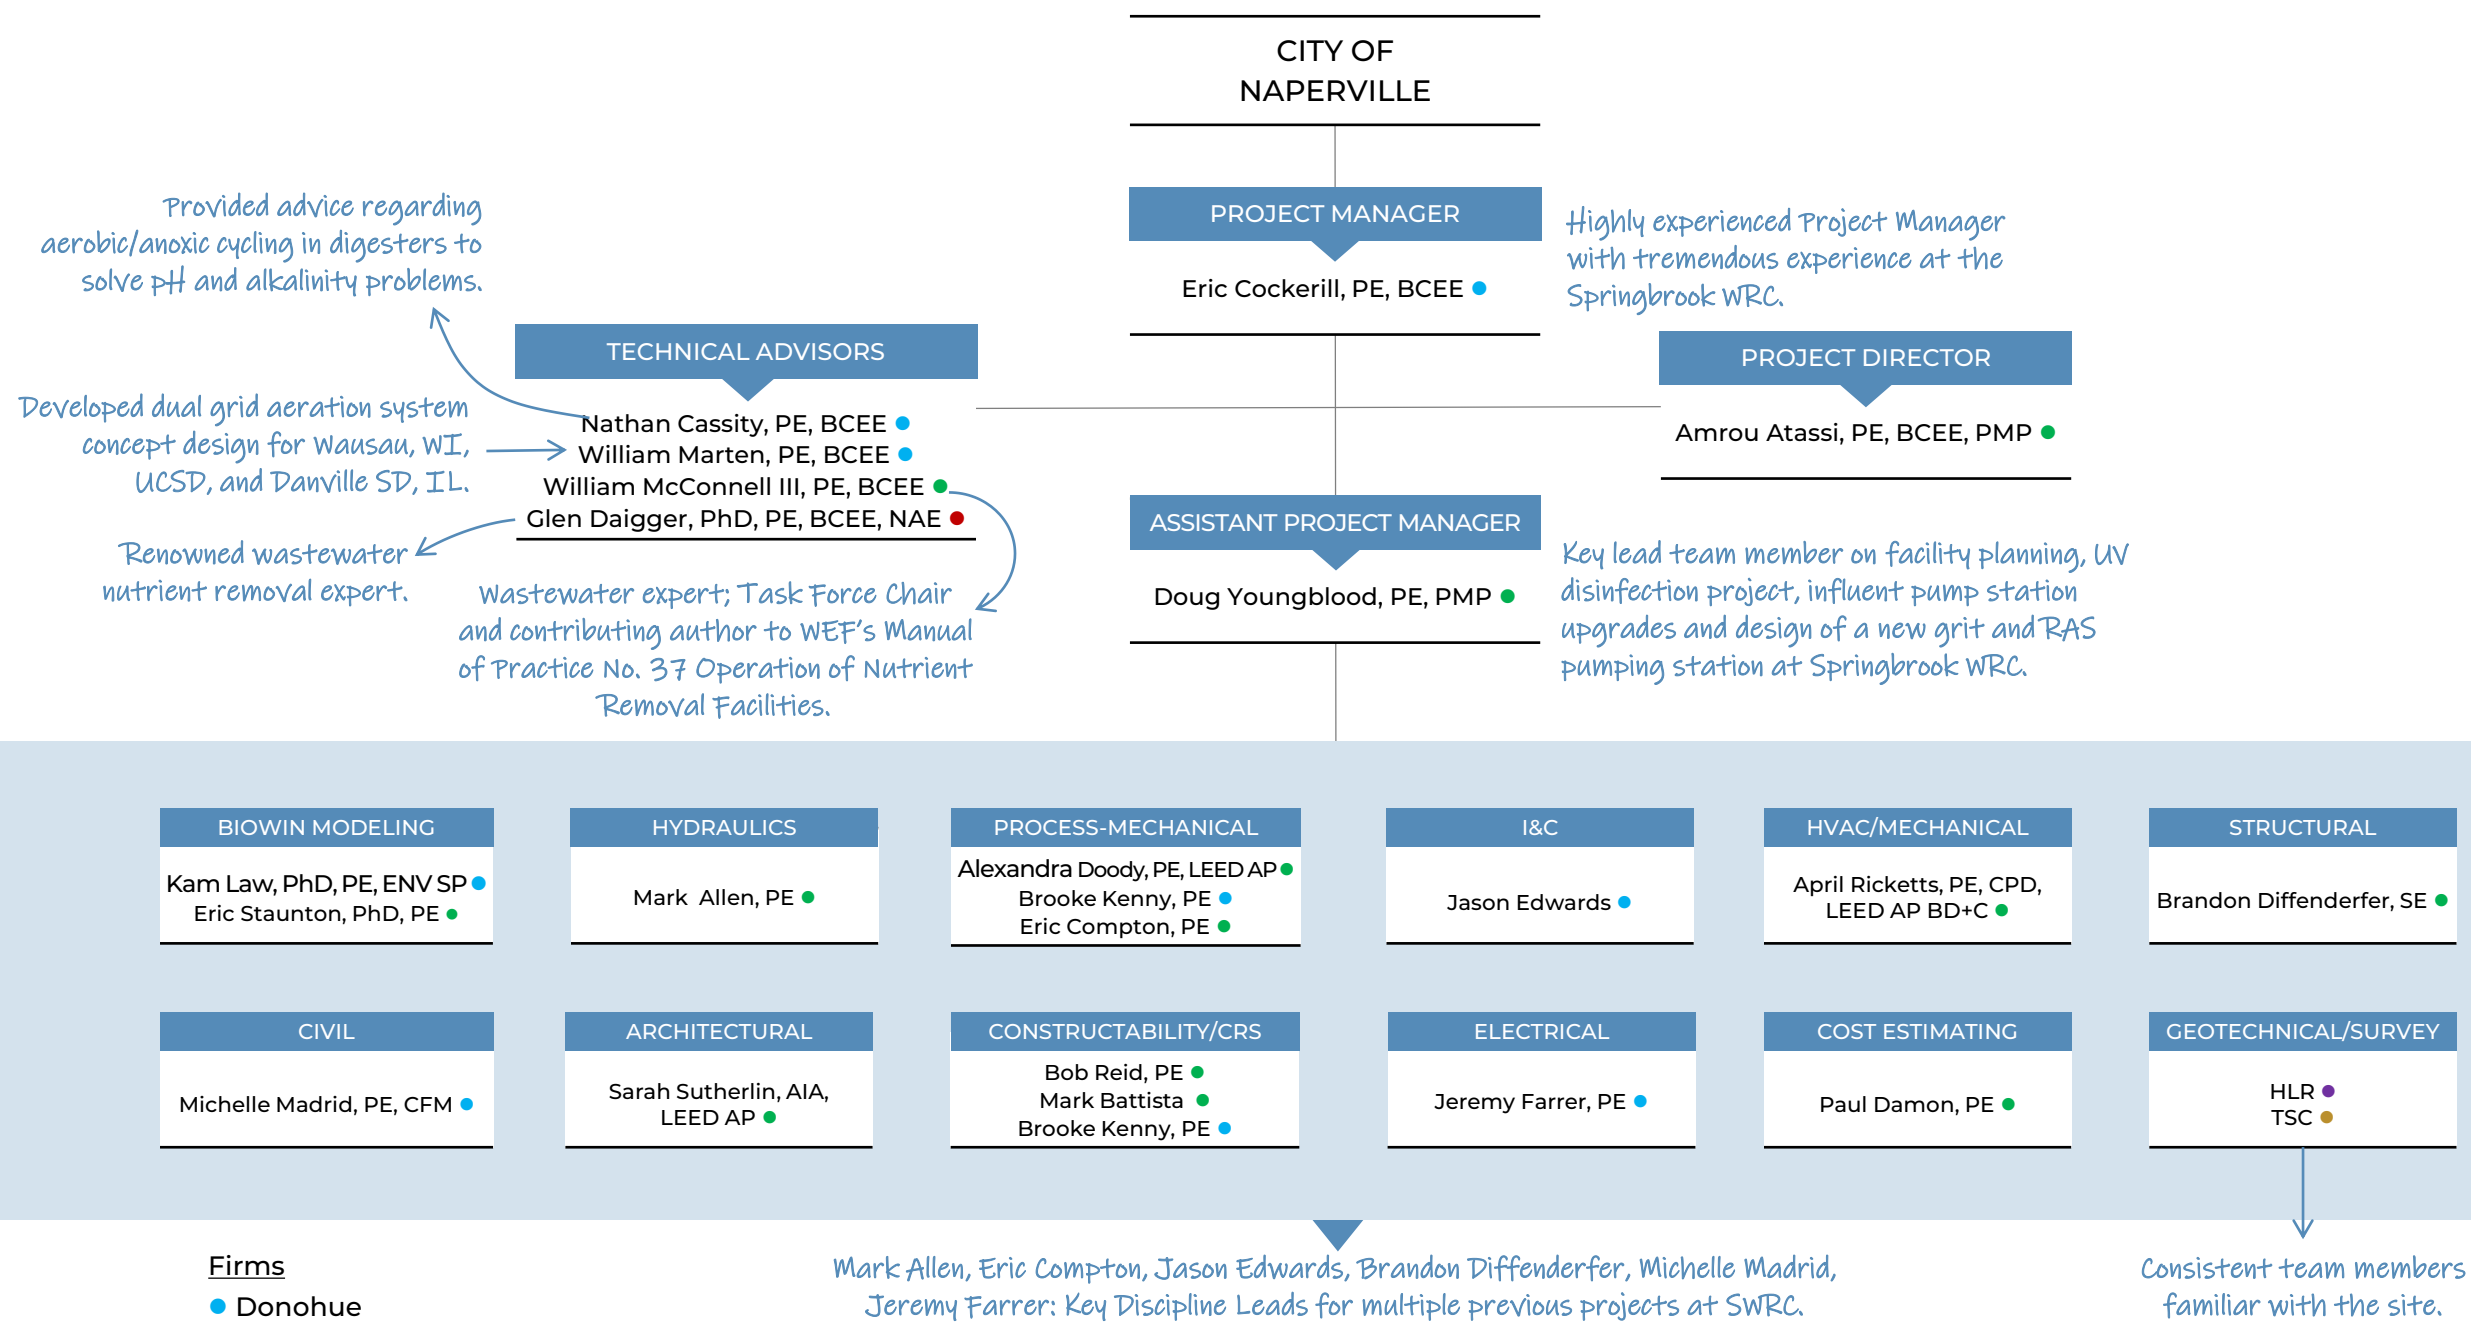 CITY OF
NAPERVILLE
PROJECT MANAGER
Eric Cockerill, PE, BCEE
Highly experienced Project Manager
with tremendous experience at the
Springbrook WRC.
Provided advice regarding
aerobic/anoxic cycling in digesters to
solve pH and alkalinity problems.
TECHNICAL ADVISORS
Nathan Cassity, PE, BCEE
William Marten, PE, BCEE
William McConnell III, PE, BCEE
Glen Daigger, PhD, PE, BCEE, NAE
Developed dual grid aeration system
concept design for Wausau, WI,
UCSD, and Danville SD, IL.
Renowned wastewater
nutrient removal expert.
Wastewater expert; Task Force Chair
and contributing author to WEF's Manual
of Practice No. 37 Operation of Nutrient
Removal Facilities.
PROJECT DIRECTOR
Amrou Atassi, PE, BCEE, PMP
ASSISTANT PROJECT MANAGER
Doug Youngblood, PE, PMP
Key lead team member on facility planning, UV
disinfection project, influent pump station
upgrades and design of a new grit and RAS
pumping station at Springbrook WRC.
BIOWIN MODELING
Kam Law, PhD, PE, ENV SP
Eric Staunton, PhD, PE
HYDRAULICS
Mark Allen, PE
PROCESS-MECHANICAL
Alexandra Doody, PE, LEED AP
Brooke Kenny, PE
Eric Compton, PE
I&C
Jason Edwards
HVAC/MECHANICAL
April Ricketts, PE, CPD,
LEED AP BD+C
STRUCTURAL
Brandon Diffenderfer, SE
CIVIL
Michelle Madrid, PE, CFM
ARCHITECTURAL
Sarah Sutherlin, AIA,
LEED AP
CONSTRUCTABILITY/CRS
Bob Reid, PE
Mark Battista
Brooke Kenny, PE
ELECTRICAL
Jeremy Farrer, PE
COST ESTIMATING
Paul Damon, PE
GEOTECHNICAL/SURVEY
HLR
TSC
Firms
Donohue
Mark Allen, Eric Compton, Jason Edwards, Brandon Diffenderfer, Michelle Madrid,
Jeremy Farrer: Key Discipline Leads for multiple previous projects at SWRC.
Consistent team members
familiar with the site.